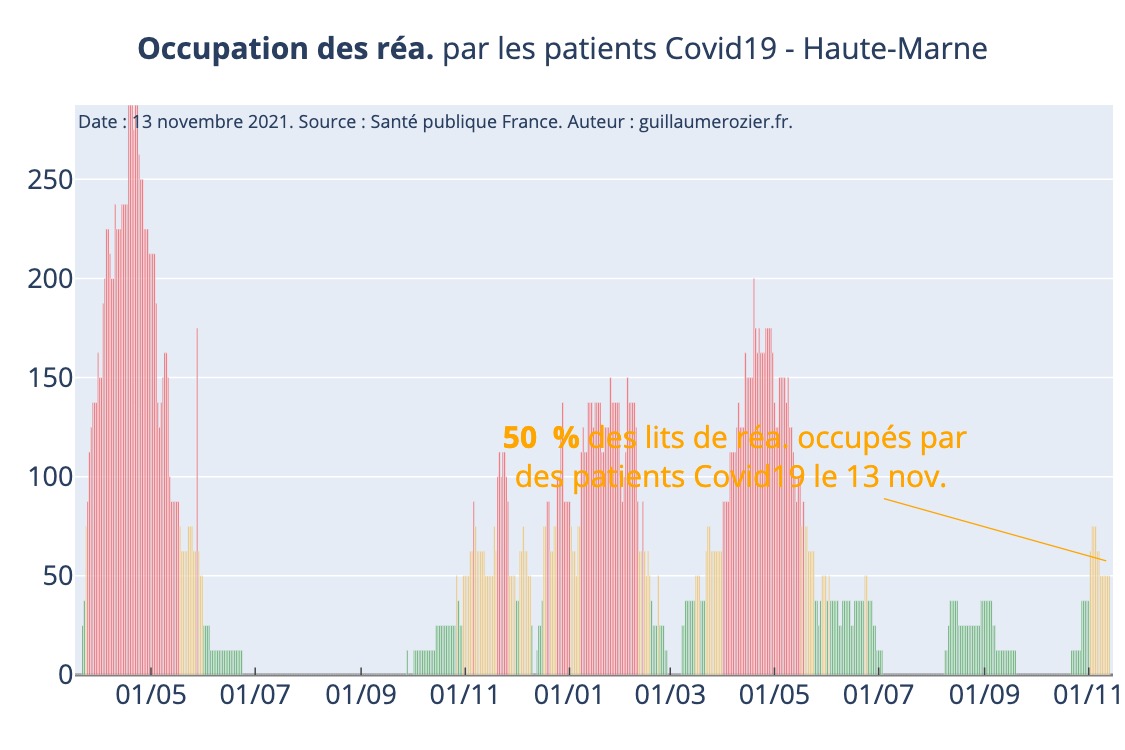 Occupation des réa. par les patients Covid19 - Haute-Marne
Date : 13 novembre 2021. Source : Santé publique France. Auteur : guillaumerozier.fr.
250
200
150
50 % des lits de réa. occupés par
des patients Covid19 le 13 nov.
100
50
0
01/05 01/07 01/09 01/11 01/01 01/03 01/05 01/07 01/09 01/11